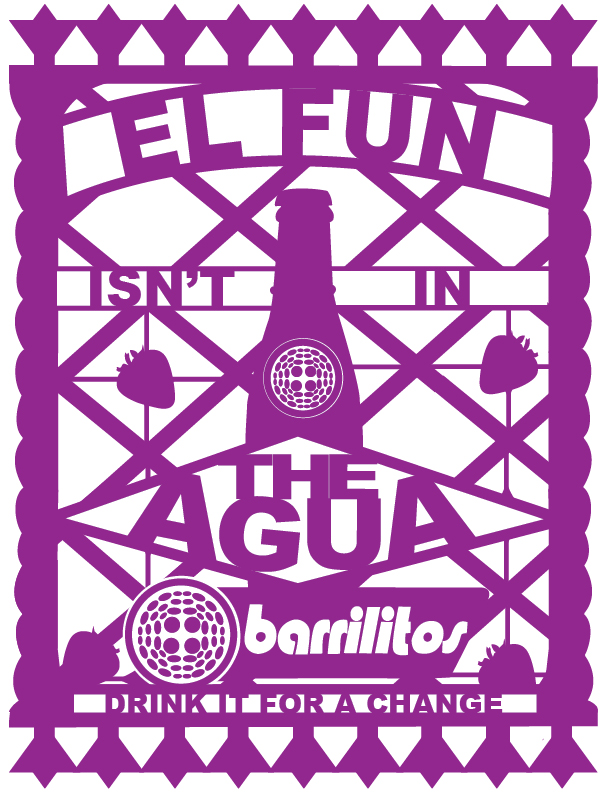 EL FUN
ISN'T IN
THE
AGUA
barrilitos
DRINK IT FOR A CHANGE